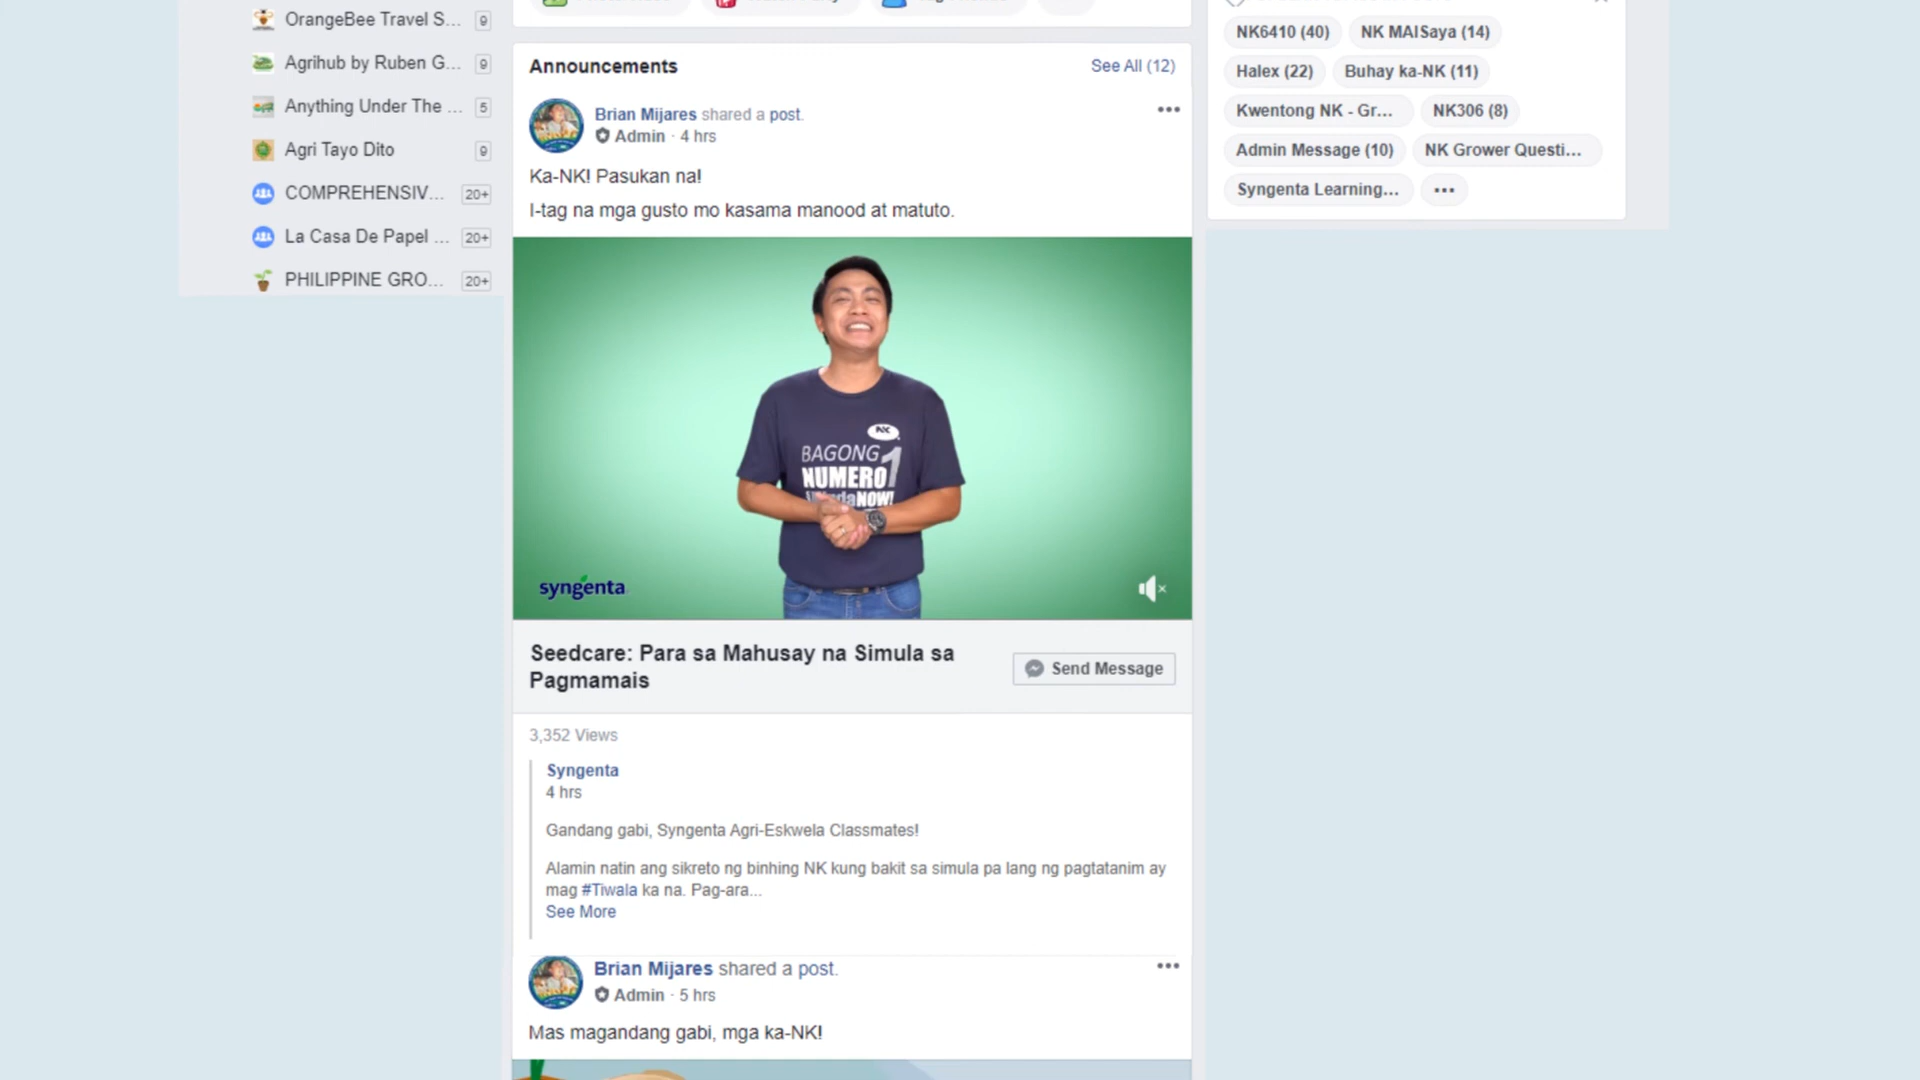 OrangeBee Travel S... 9
Agrihub by Ruben G... 9
Anything Under The ... 5
Agri Tayo Dito 9
COMPREHENSIV... 20+
La Casa De Papel ... 20+
PHILIPPINE GRO... 20+
Announcements
See All (12)
Brian Mijares shared a post.
Admin · 4 hrs
Ka-NK! Pasukan na!
I-tag na mga gusto mo kasama manood at matuto.
NK
BAGONG
NUMERO 1
NOW!
syngenta
Seedcare: Para sa Mahusay na Simula sa
Pagmamais
Send Message
3,352 Views
Syngenta
4 hrs
Gandang gabi, Syngenta Agri-Eskwela Classmates!
Alamin natin ang sikreto ng binhing NK kung bakit sa simula pa lang ng pagtatanim ay
mag #Tiwala ka na. Pag-ara...
See More
Brian Mijares shared a post.
Admin · 5 hrs
Mas magandang gabi, mga ka-NK!
NK6410 (40) NK MAISaya (14)
Halex (22) Buhay ka-NK (11)
Kwentong NK - Gr... NK306 (8)
Admin Message (10) NK Grower Questi...
Syngenta Learning...